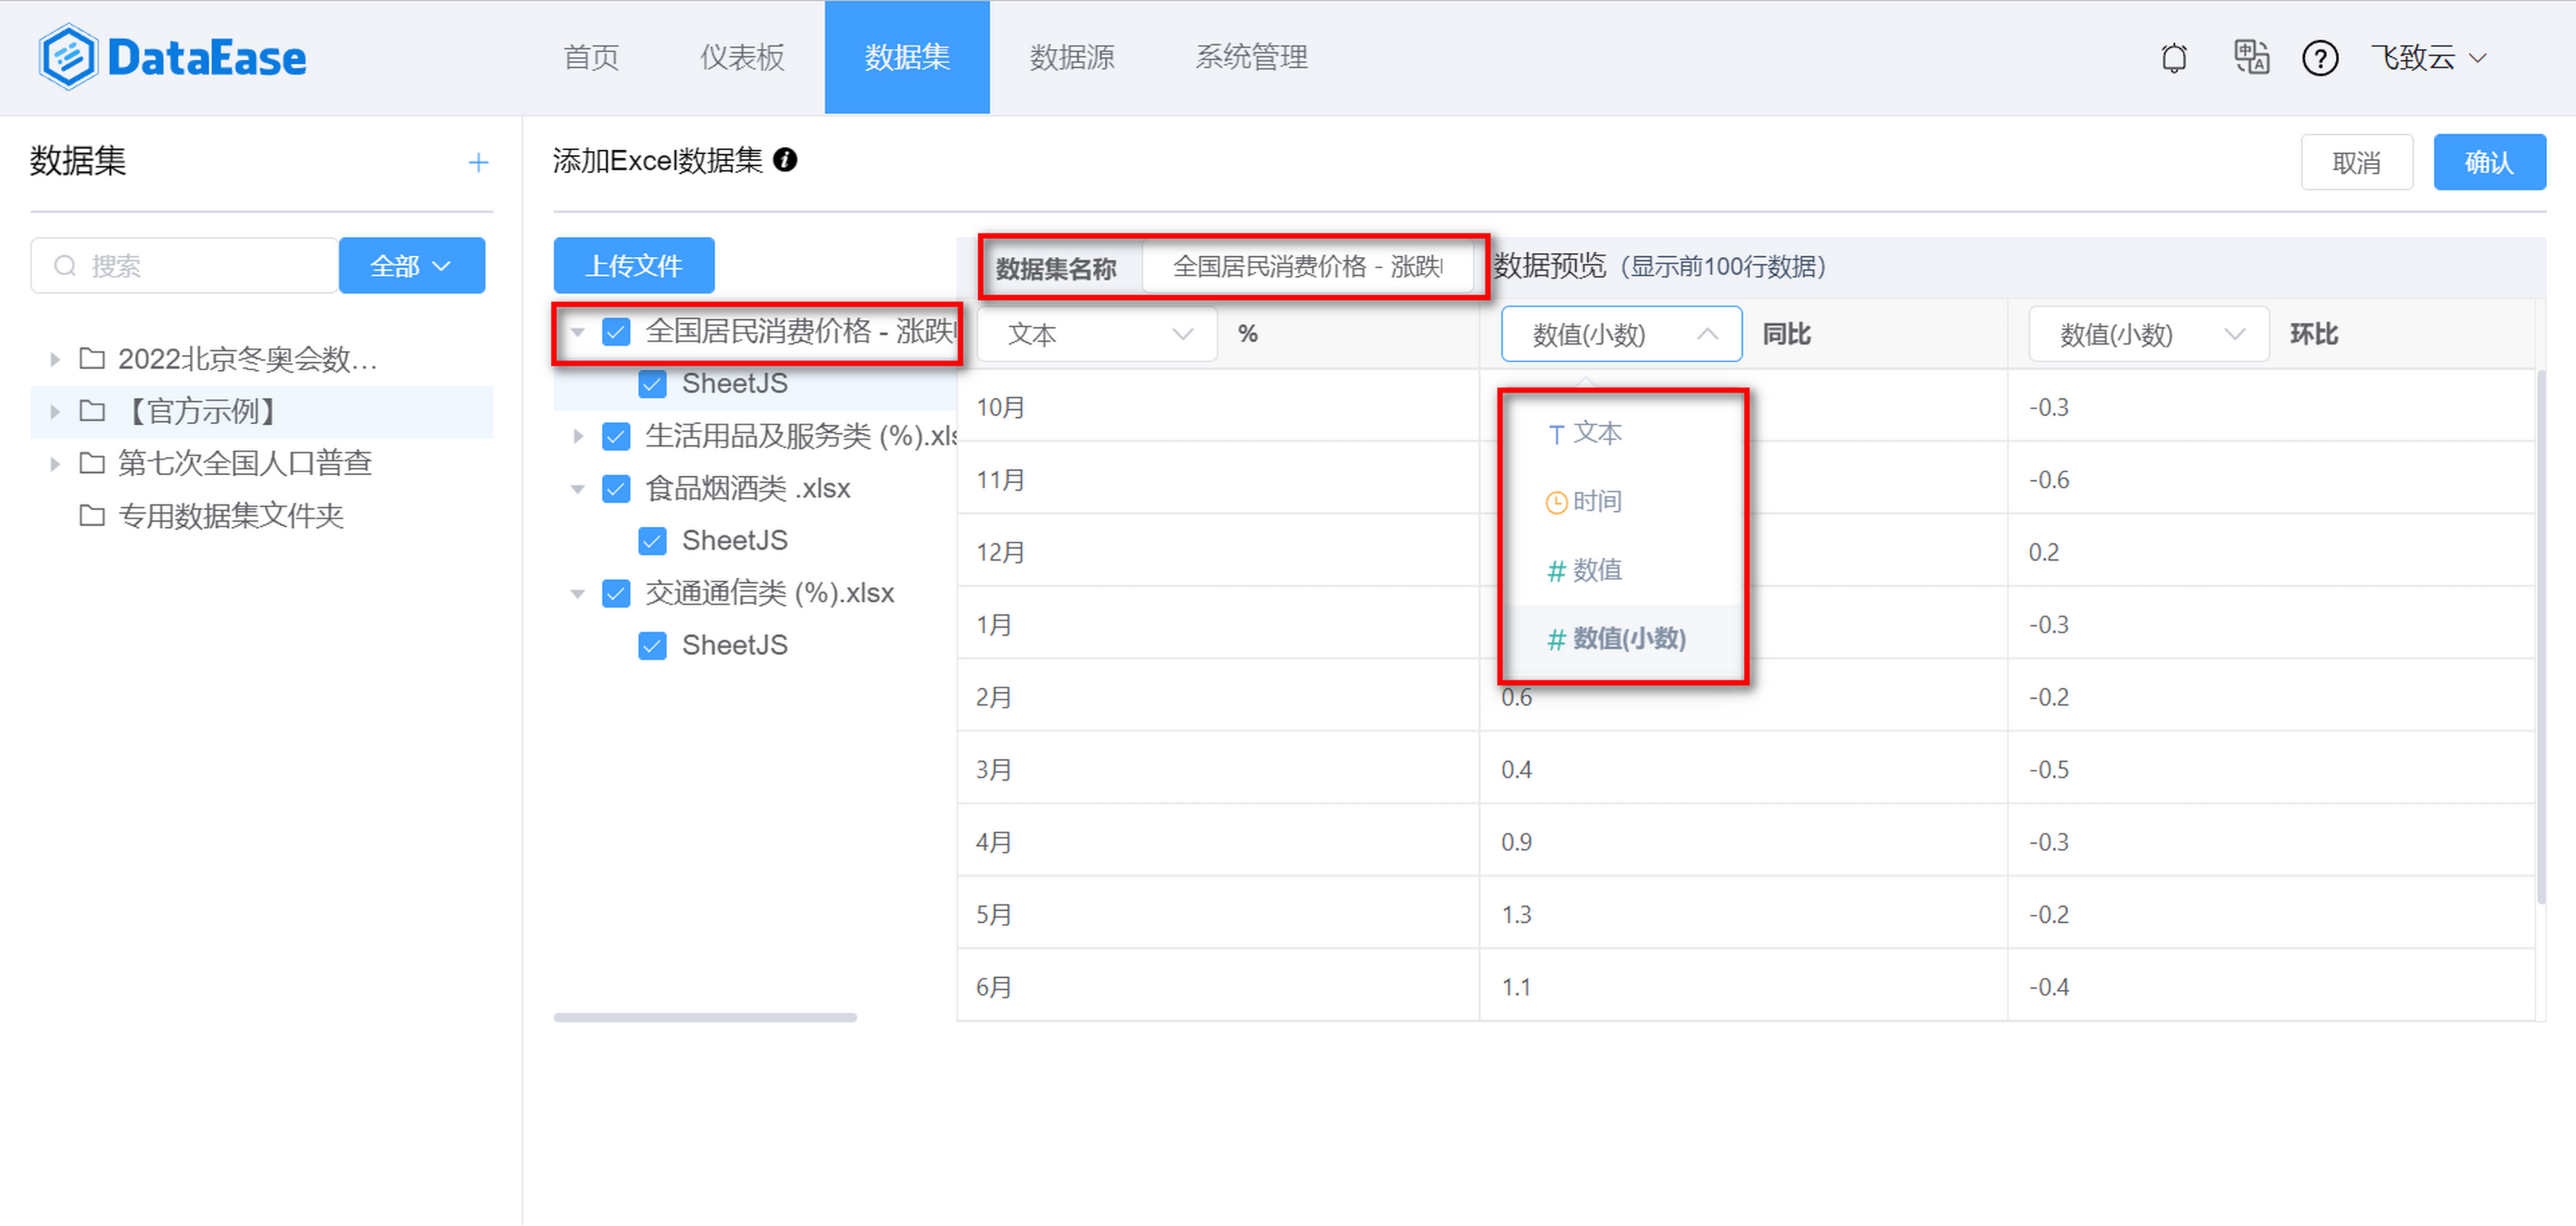 DataEase
首页 仪表板 数据集 数据源 系统管理
飞致云
数据集
添加Excel数据集
取消 确认
搜索 全部
2022北京冬奥会数...
【官方示例】
第七次全国人口普查
专用数据集文件夹
上传文件
全国居民消费价格 - 涨跌
SheetJS
生活用品及服务类 (%).xls
食品烟酒类 .xlsx
SheetJS
交通通信类 (%).xlsx
SheetJS
数据集名称 全国居民消费价格 - 涨跌 数据预览（显示前100行数据）
文本 % 数值(小数) 同比 数值(小数) 环比
10月 -0.3
11月 -0.6
12月 0.2
1月 -0.3
2月 0.6 -0.2
3月 0.4 -0.5
4月 0.9 -0.3
5月 1.3 -0.2
6月 1.1 -0.4
T 文本
时间
# 数值
# 数值(小数)